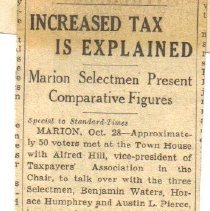 INCREASED TAX
IS EXPLAINED
Marion Selectmen Present
Comparative Figures
Special to Standard-Times
MARION, Oct. 28—Approximate-
ly 50 voters met at the Town House
with Alfred Hill, vice-president of
Taxpayers' Association in the
Chair, to talk over with the three
Selectmen, Benjamin Waters, Hor-
ace Humphrey and Austin L. Pierce,